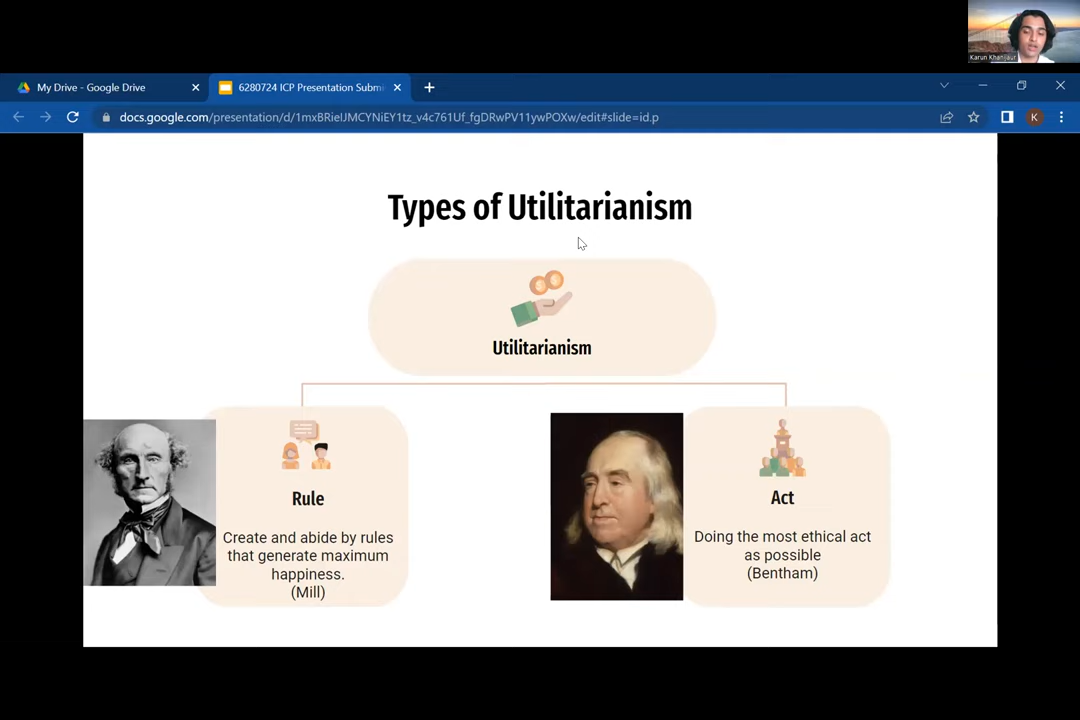 Karun Khanijaur
My Drive - Google Drive
6280724 ICP Presentation Submi
docs.google.com/presentation/d/1mxBRielJMCYNiEY1tz_v4c761Uf_fgDRwPV11ywPOXw/edit#slide=id.p
K
Types of Utilitarianism
Utilitarianism
Rule
Create and abide by rules
that generate maximum
happiness.
(Mill)
Act
Doing the most ethical act
as possible
(Bentham)